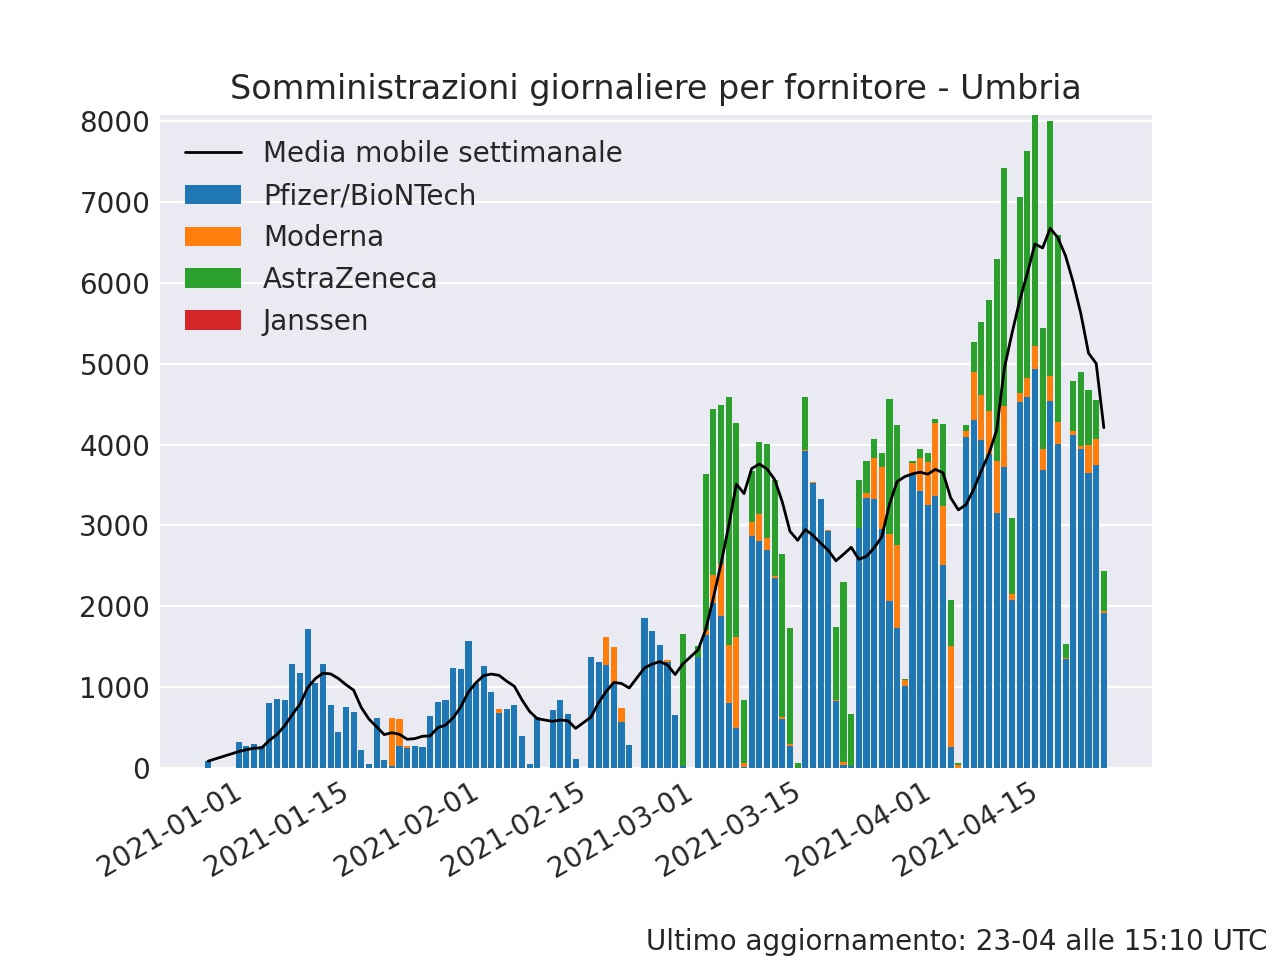 Somministrazioni giornaliere per fornitore - Umbria
8000
7000
6000
5000
4000
3000
2000
1000
0
Media mobile settimanale
Pfizer/BioNTech
Moderna
AstraZeneca
Janssen
2021-01-01
2021-01-15
2021-02-01
2021-02-15
2021-03-01
2021-03-15
2021-04-01
2021-04-15
Ultimo aggiornamento: 23-04 alle 15:10 UTC